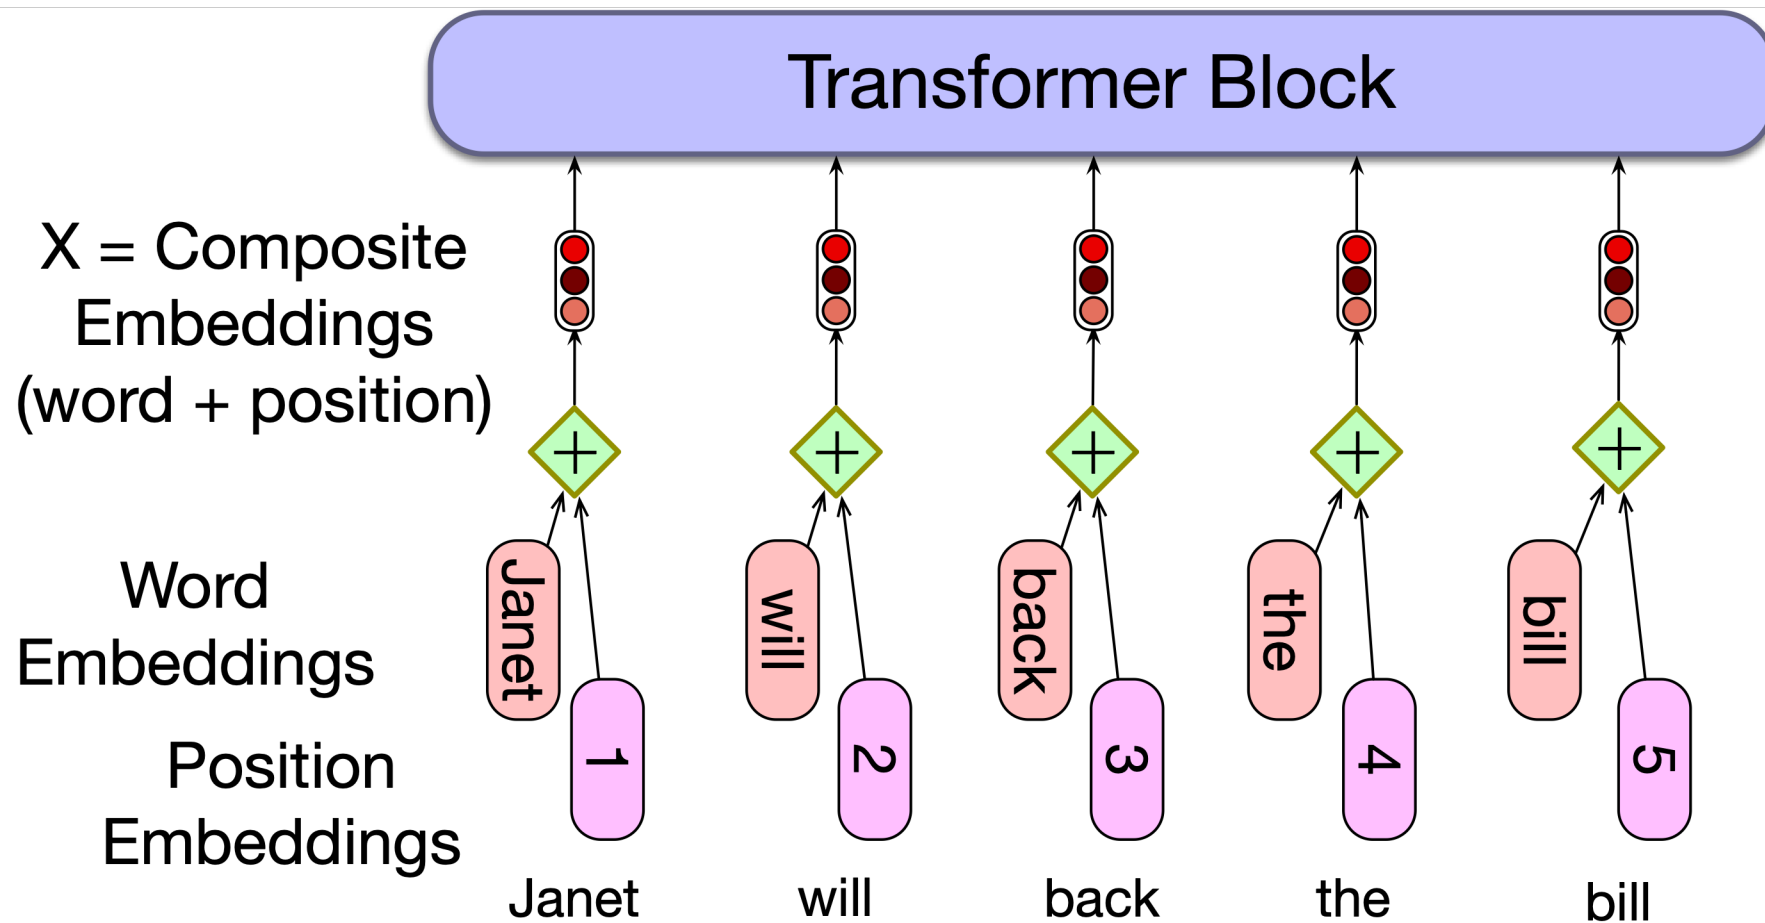 Transformer Block
X = Composite
Embeddings
(word + position)
+ + + + +
Word
Embeddings
Janet will back the bill
Position
Embeddings
1 2 3 4 5
Janet will back the bill